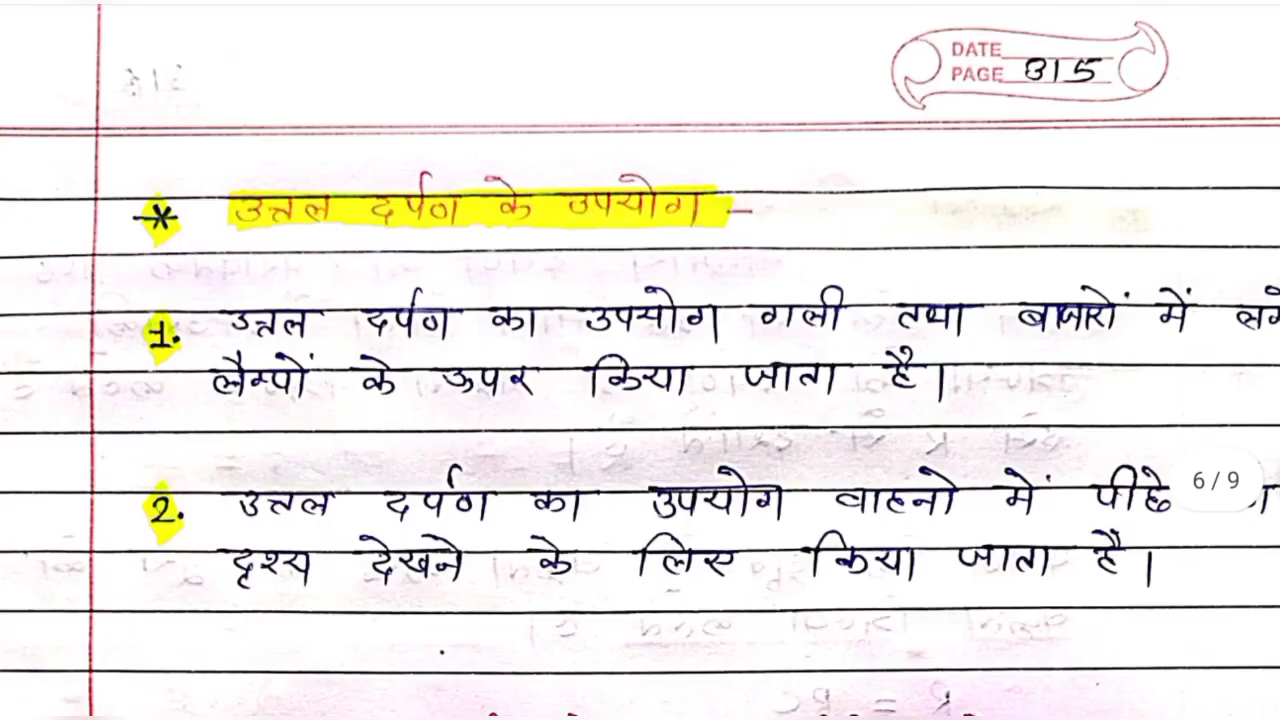 DATE
PAGE 315
* उत्तल दर्पण के उपयोग -
1. उत्तल दर्पण का उपयोग गली तथा बाजारों में लगे
लैम्पों के ऊपर किया जाता है।
2. उत्तल दर्पण का उपयोग वाहनो में पीछे
6/9
दृश्य देखने के लिए किया जाता है।